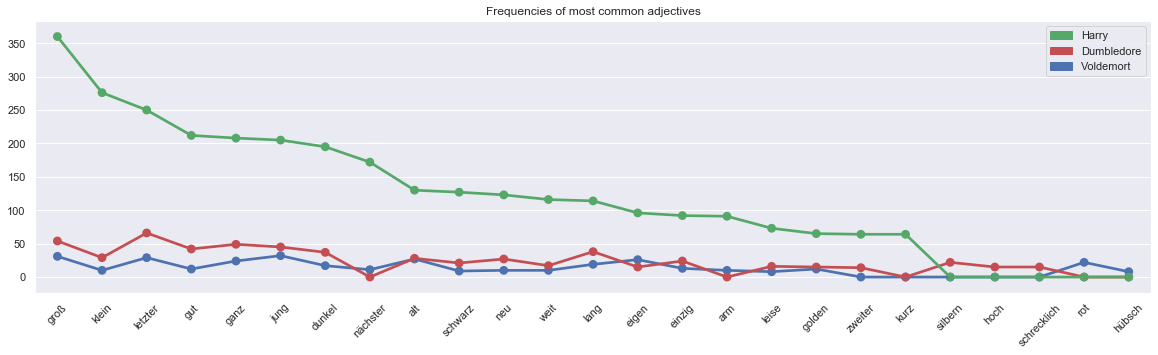 Frequencies of most common adjectives
Harry
Dumbledore
Voldemort
350
300
250
200
150
100
50
0
groß
klein
letzter
gut
ganz
jung
dunkel
nächster
alt
schwarz
neu
weit
lang
eigen
einzig
arm
leise
golden
zweiter
kurz
silbern
hoch
schrecklich
rot
hübsch